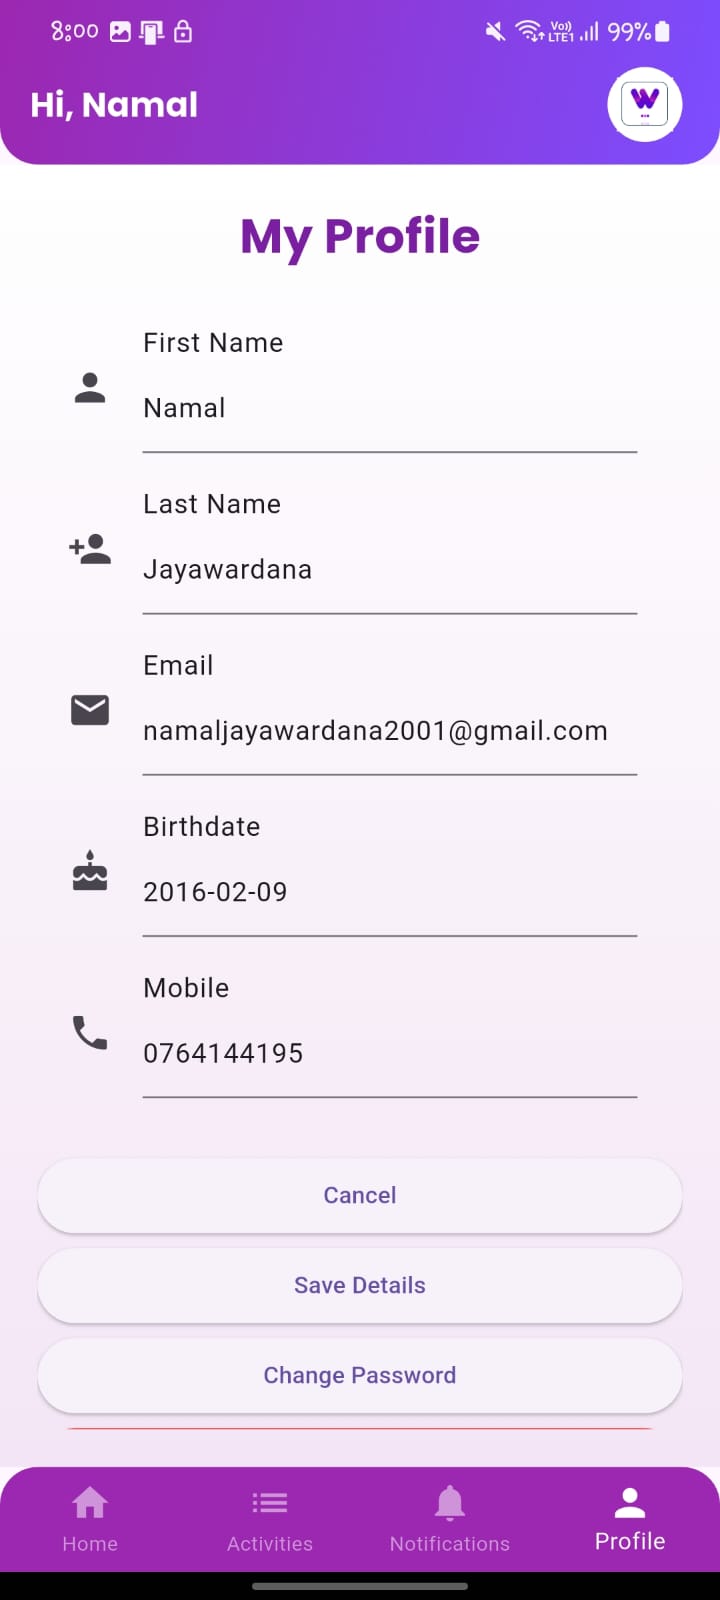 8:00
Vo))
LTE1
99%
Hi, Namal
W
My Profile
First Name
Namal
Last Name
Jayawardana
Email
namaljayawardana2001@gmail.com
Birthdate
2016-02-09
Mobile
0764144195
Cancel
Save Details
Change Password
Home
Activities
Notifications
Profile